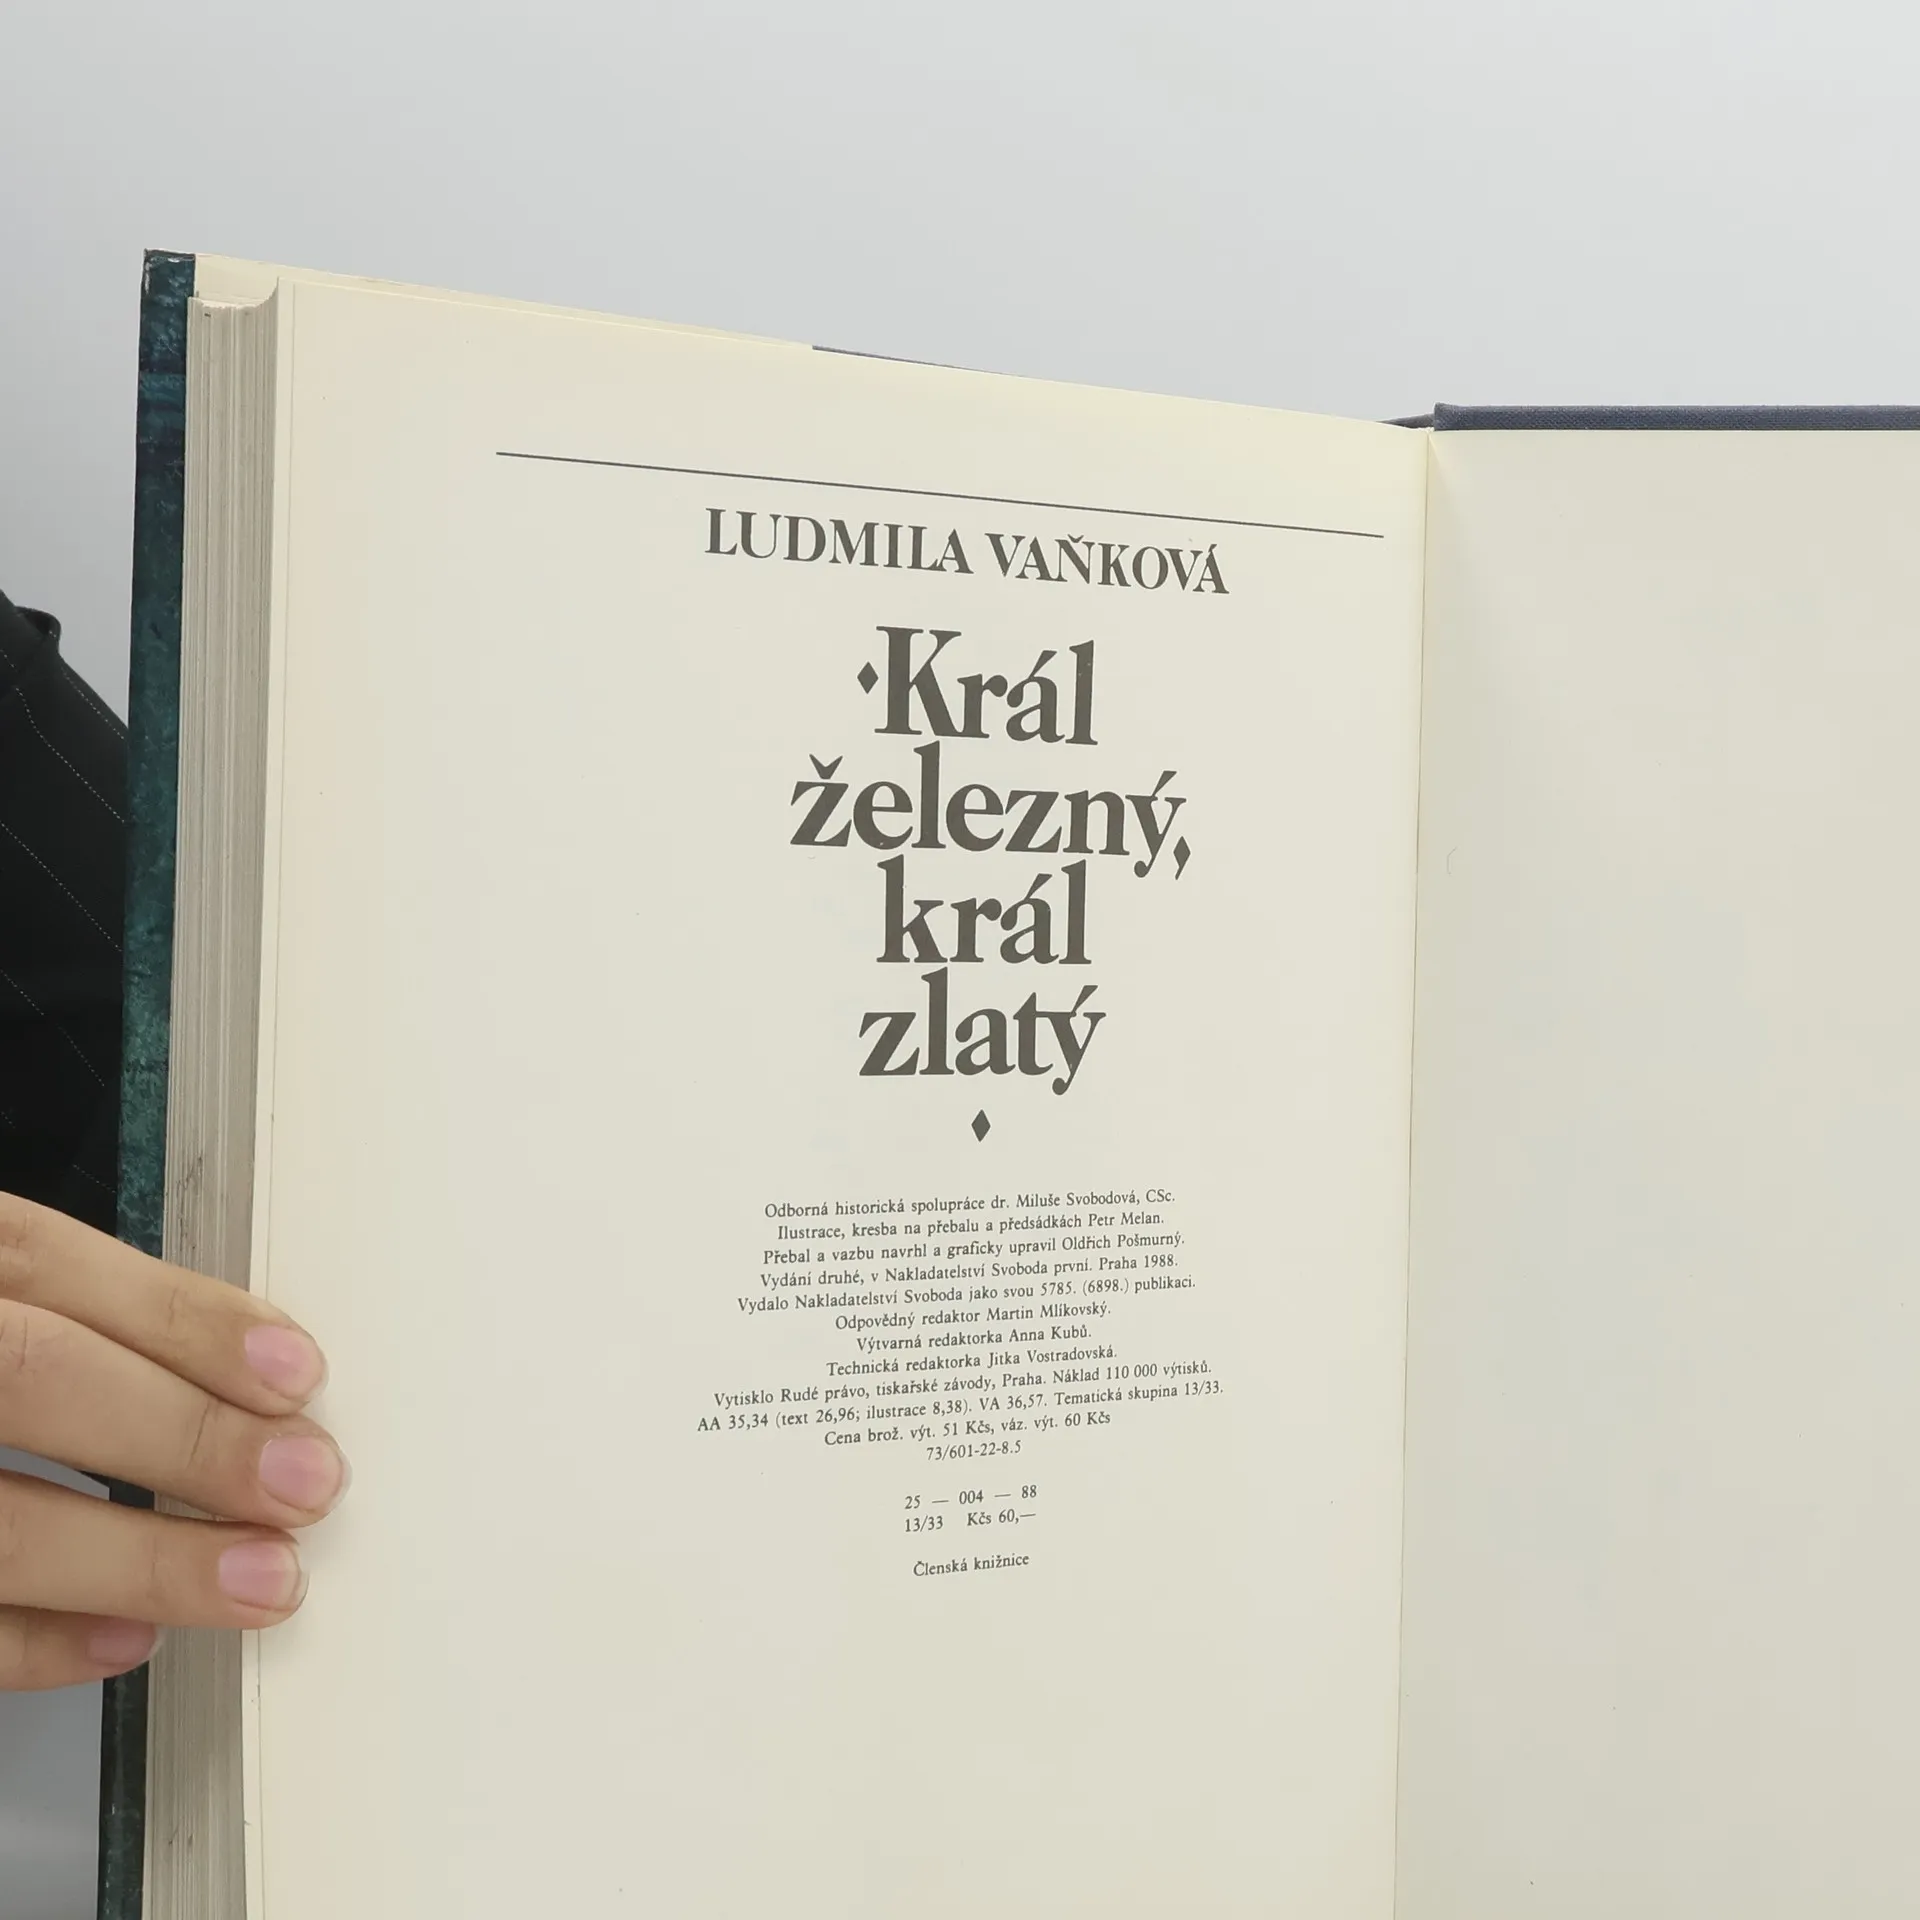 LUDMILA VAŇKOVÁ
Král
železný,
král
zlatý
Odborná historická spolupráce dr. Miluše Svobodová, CSc.
Ilustrace, kresba na přebalu a předsádkách Petr Melan.
Přebal a vazbu navrhl a graficky upravil Oldřich Pošmurný.
Vydání druhé, v Nakladatelství Svoboda první. Praha 1988.
Vydalo Nakladatelství Svoboda jako svou 5785. (6898.) publikaci.
Odpovědný redaktor Martin Mlíkovský.
Výtvarná redaktorka Anna Kubů.
Technická redaktorka Jitka Vostradovská.
Vytisklo Rudé právo, tiskařské závody, Praha. Náklad 110 000 výtisků.
AA 35,34 (text 26,96; ilustrace 8,38). VA 36,57. Tematická skupina 13/33.
Cena brož. výt. 51 Kčs, váz. výt. 60 Kčs
73/601-22-8.5
25 — 004 — 88
13/33 Kčs 60,—
Členská knižnice